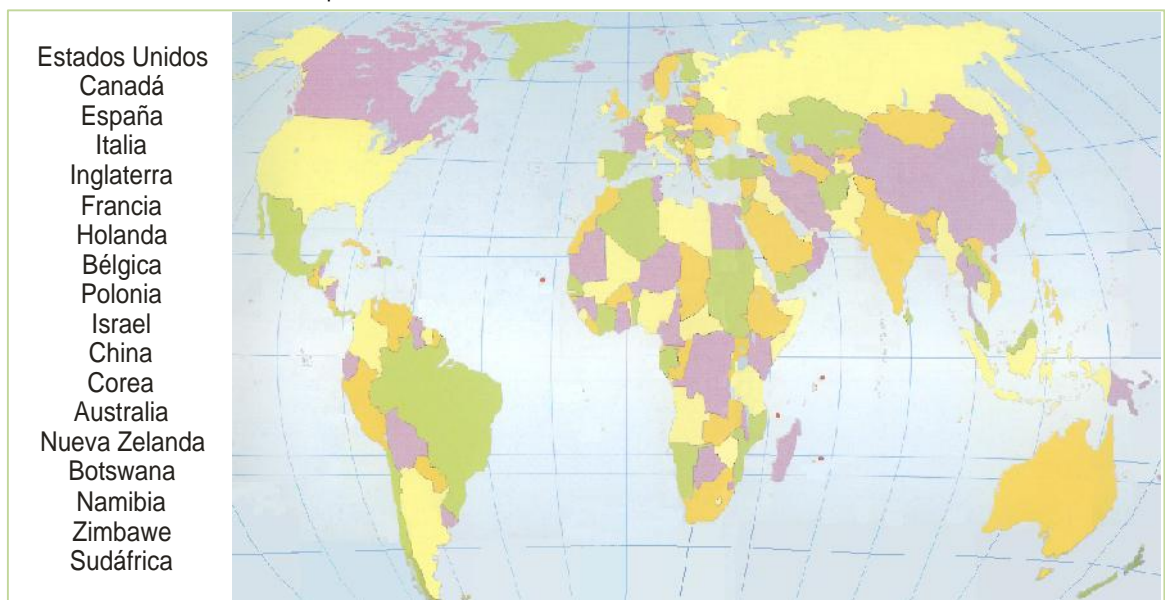 Estados Unidos
Canadá
España
Italia
Inglaterra
Francia
Holanda
Bélgica
Polonia
Israel
China
Corea
Australia
Nueva Zelanda
Botswana
Namibia
Zimbawe
Sudáfrica